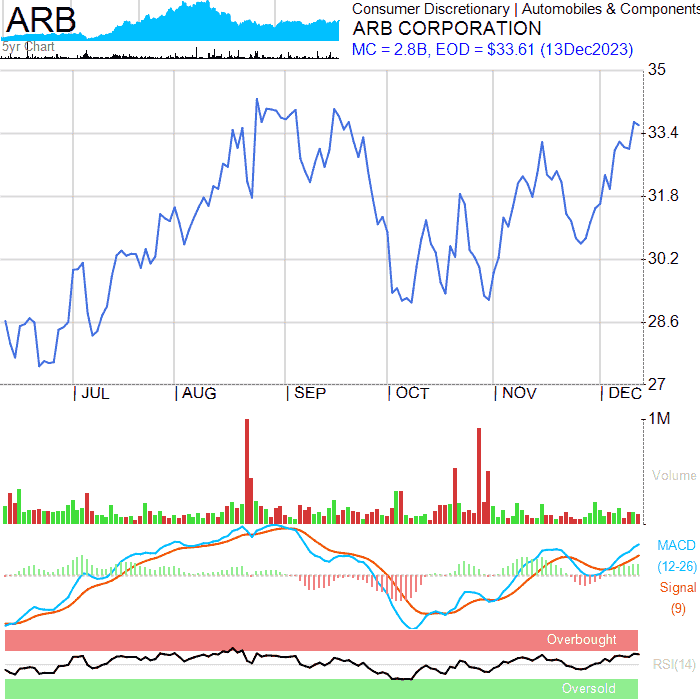 ARB
5yr Chart
Consumer Discretionary | Automobiles & Components
ARB CORPORATION
MC = 2.8B, EOD = $33.61 (13Dec2023)
35
33.4
31.8
30.2
28.6
27
| JUL | AUG | SEP | OCT | NOV | DEC
1M
Volume
MACD
(12-26)
Signal
(9)
Overbought
RSI(14)
Oversold